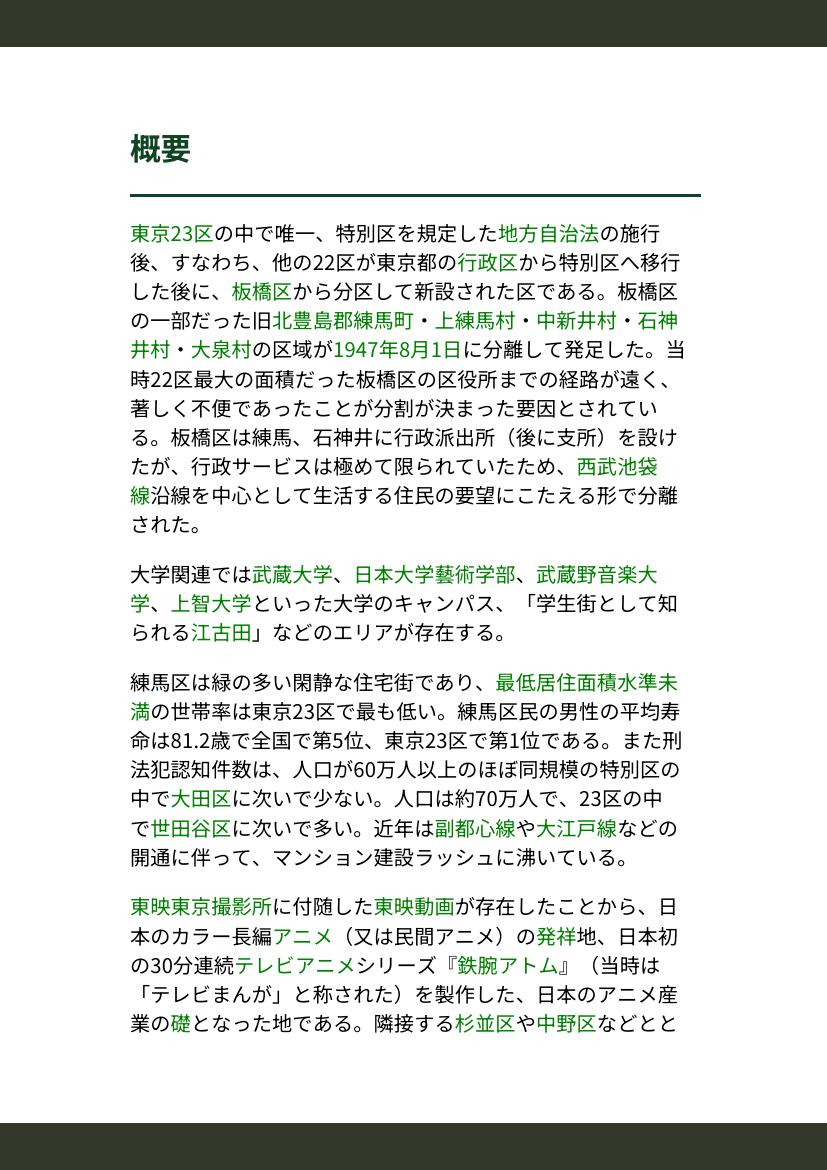 概要
東京23区の中で唯一、特別区を規定した地方自治法の施行
後、すなわち、他の22区が東京都の行政区から特別区へ移行
した後に、板橋区から分区して新設された区である。板橋区
の一部だった旧北豊島郡練馬町・上練馬村・中新井村・石神
井村・大泉村の区域が1947年8月1日に分離して発足した。当
時22区最大の面積だった板橋区の区役所までの経路が遠く、
著しく不便であったことが分割が決まった要因とされてい
る。板橋区は練馬、石神井に行政派出所（後に支所）を設け
たが、行政サービスは極めて限られていたため、西武池袋
線沿線を中心として生活する住民の要望にこたえる形で分離
された。
大学関連では武蔵大学、日本大学藝術学部、武蔵野音楽大
学、上智大学といった大学のキャンパス、「学生街として知
られる江古田」などのエリアが存在する。
練馬区は緑の多い閑静な住宅街であり、最低居住面積水準未
満の世帯率は東京23区で最も低い。練馬区民の男性の平均寿
命は81.2歳で全国で第5位、東京23区で第1位である。また刑
法犯認知件数は、人口が60万人以上のほぼ同規模の特別区の
中で大田区に次いで少ない。人口は約70万人で、23区の中
で世田谷区に次いで多い。近年は副都心線や大江戸線などの
開通に伴って、マンション建設ラッシュに沸いている。
東映東京撮影所に付随した東映動画が存在したことから、日
本のカラー長編アニメ（又は民間アニメ）の発祥地、日本初
の30分連続テレビアニメシリーズ『鉄腕アトム』（当時は
「テレビまんが」と称された）を製作した、日本のアニメ産
業の礎となった地である。隣接する杉並区や中野区などとと